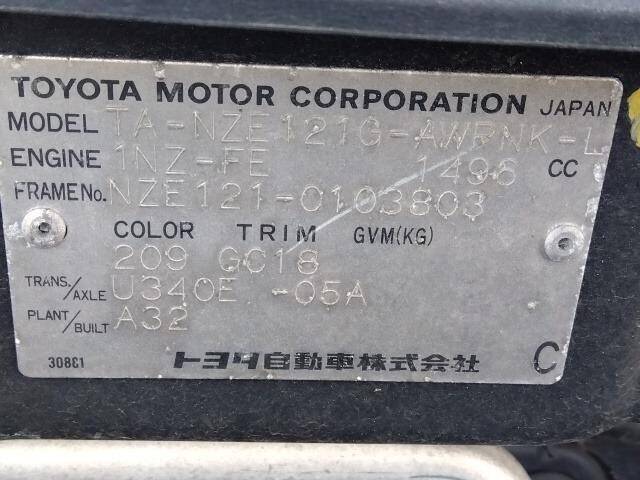 TOYOTA MOTOR CORPORATION JAPAN
MODEL TA-NZE121G-AWPNK-L
ENGINE 1NZ-FE 1496 CC
FRAME No. NZE121-0103803
COLOR TRIM GVM(KG)
209 GC18
TRANS./AXLE U340E -05A
PLANT/BUILT A32
30881 トヨタ自動車株式会社 C